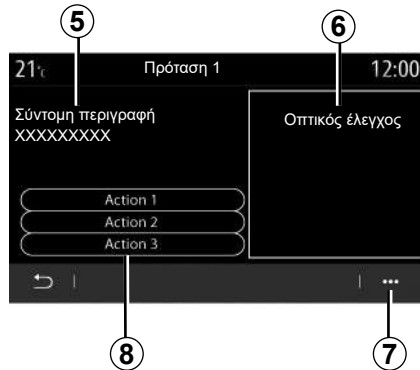 5
6
21°c Πρόταση 1 12:00
Σύντομη περιγραφή
XXXXXXXXX
Οπτικός έλεγχος
Action 1
Action 2
Action 3
8
7